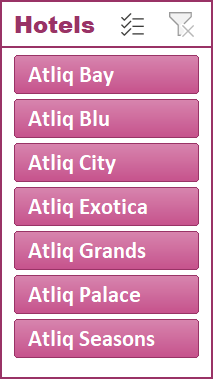 Hotels
Atliq Bay
Atliq Blu
Atliq City
Atliq Exotica
Atliq Grands
Atliq Palace
Atliq Seasons